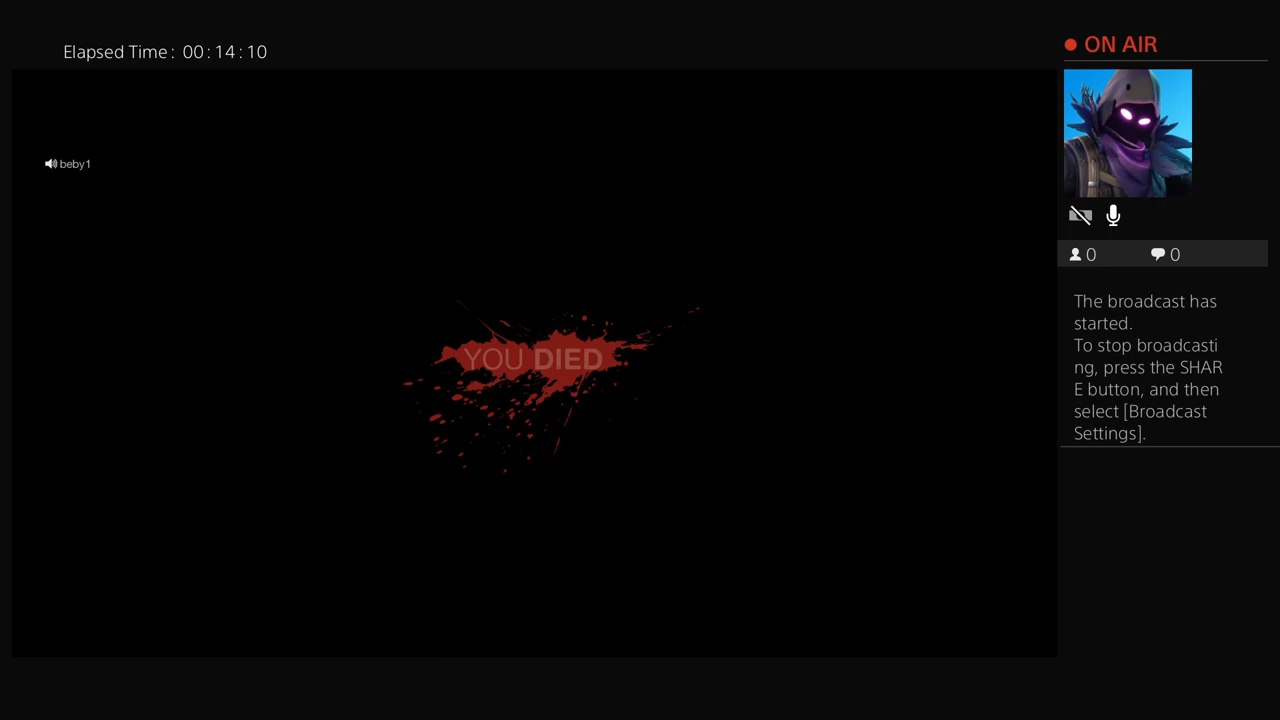 Elapsed Time: 00:14:10
ON AIR
beby1
0 0
The broadcast has
started.
To stop broadcasti
ng, press the SHAR
E button, and then
select [Broadcast
Settings].
YOU DIED